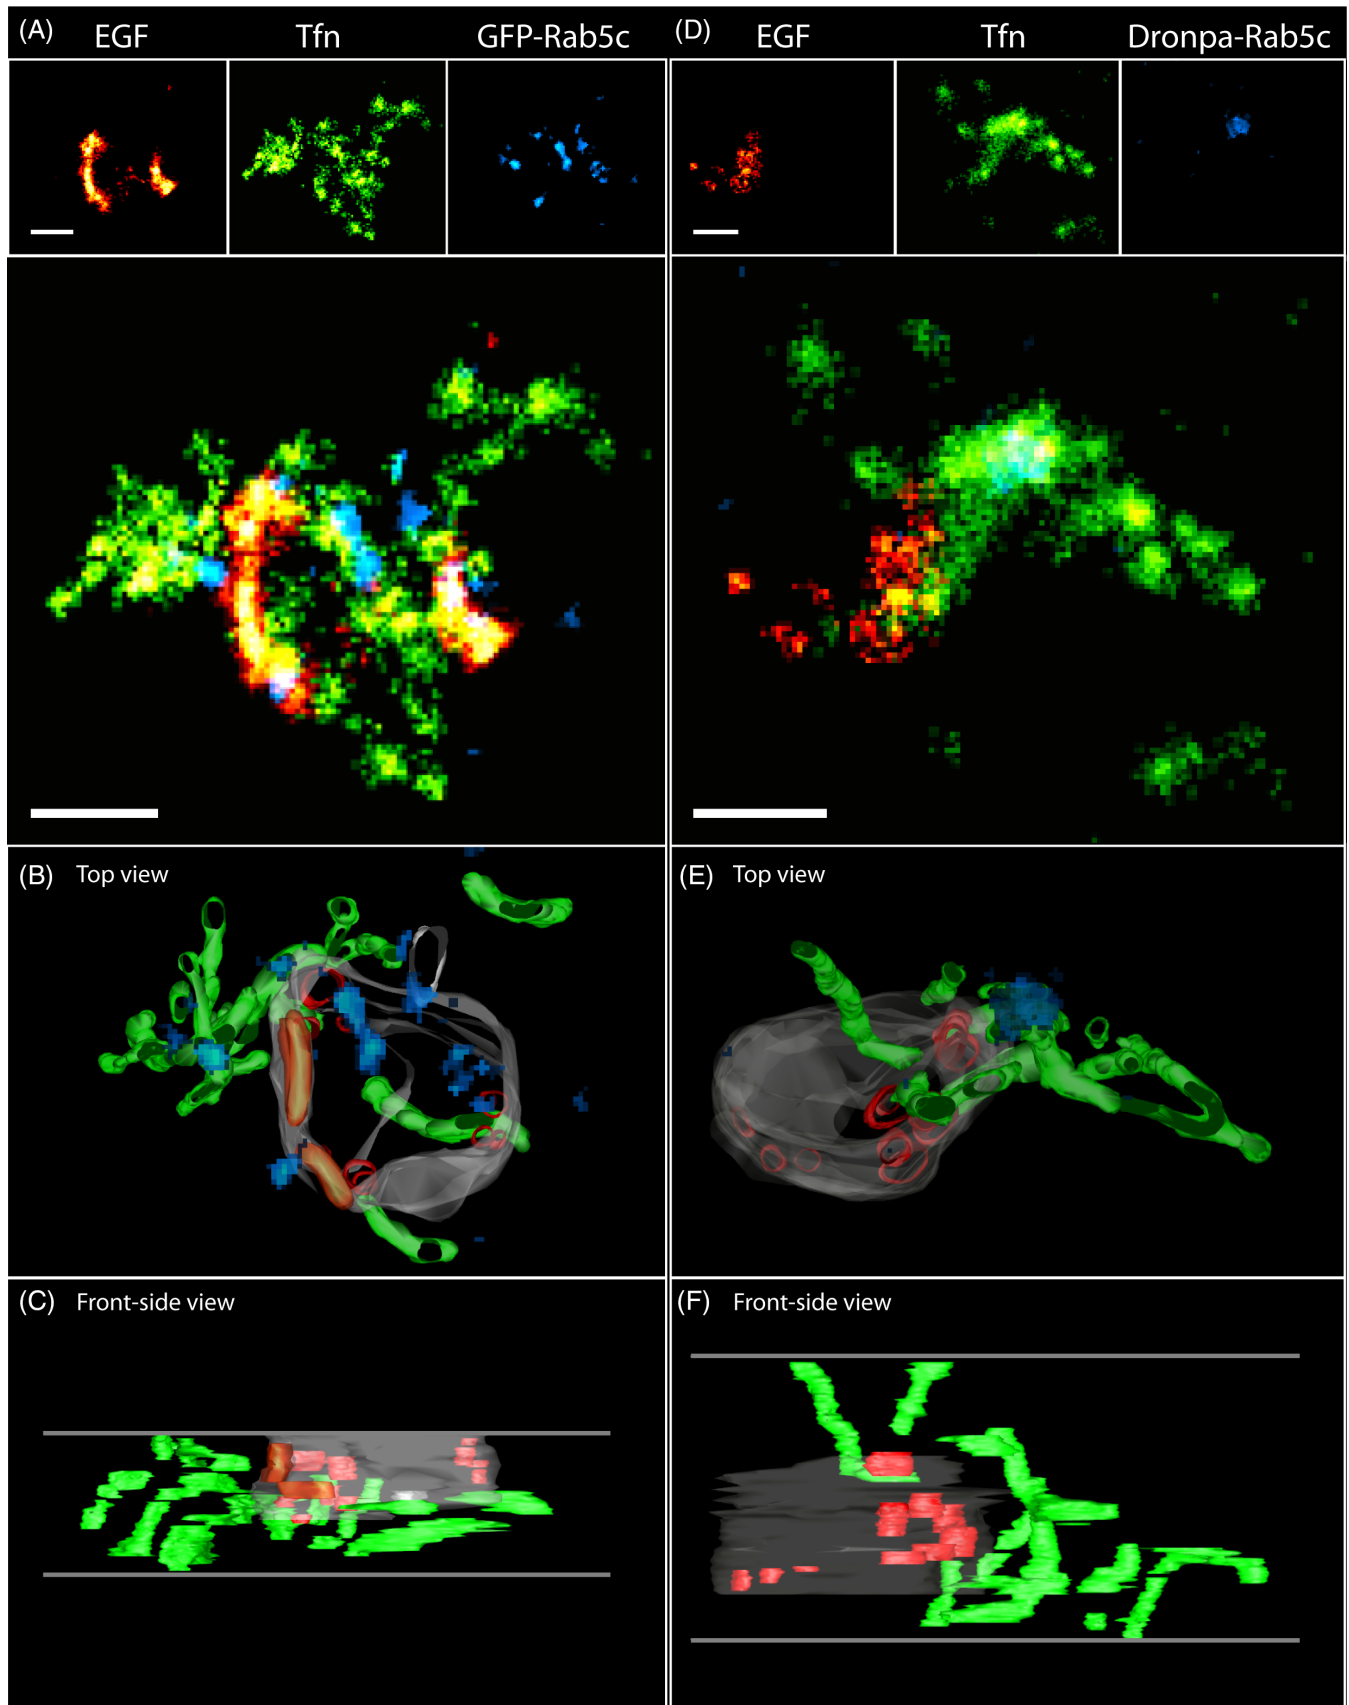 (A) EGF Tfn GFP-Rab5c
(D) EGF Tfn Dronpa-Rab5c
(B) Top view
(E) Top view
(C) Front-side view
(F) Front-side view